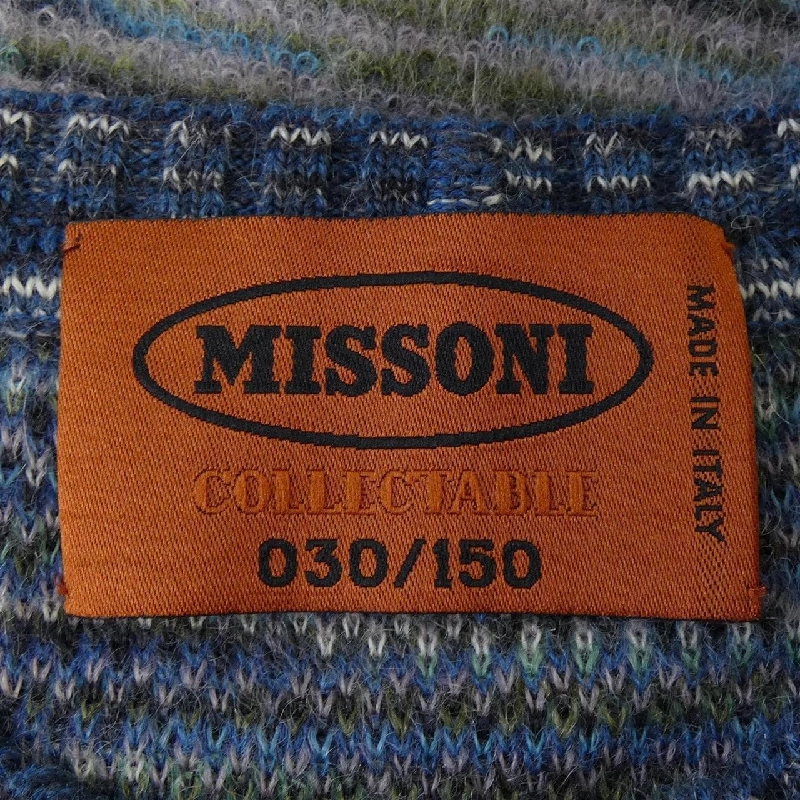 MISSONI
COLLECTABLE
030/150
MADE IN ITALY